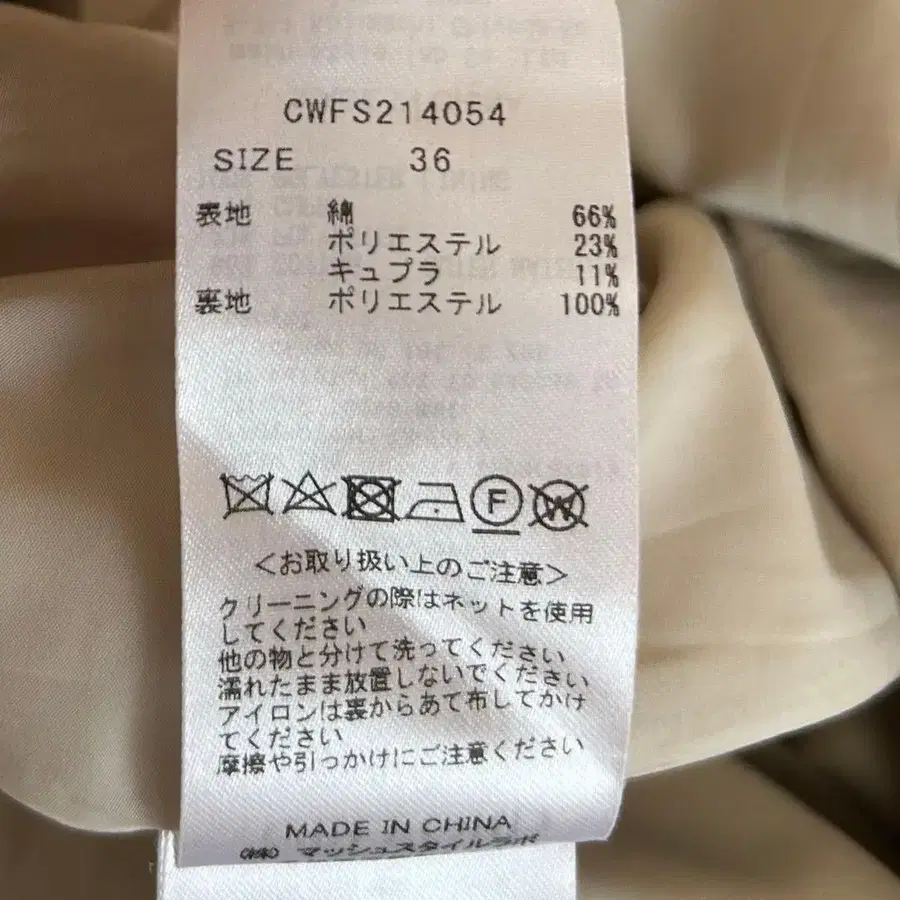 CWFS214054
SIZE 36
表地 綿 66%
ポリエステル 23%
キュプラ 11%
裏地 ポリエステル 100%
F
W
<お取り扱い上のご注意>
クリーニングの際はネットを使用
してください
他の物と分けて洗ってください
濡れたまま放置しないでください
アイロンは裏からあて布してかけ
てください
摩擦や引っかけにご注意ください
MADE IN CHINA
(株) マッシュスタイルラボ